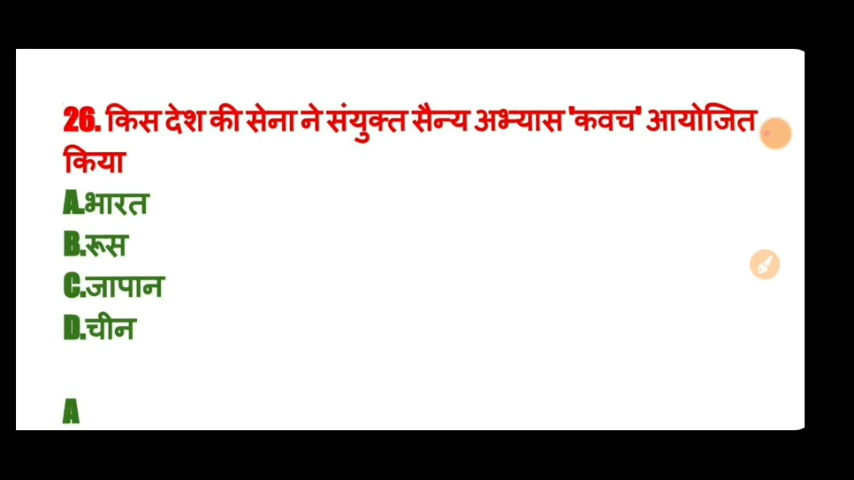 26. किस देश की सेना ने संयुक्त सैन्य अभ्यास 'कवच' आयोजित
किया
A.भारत
B.रूस
C.जापान
D.चीन
A